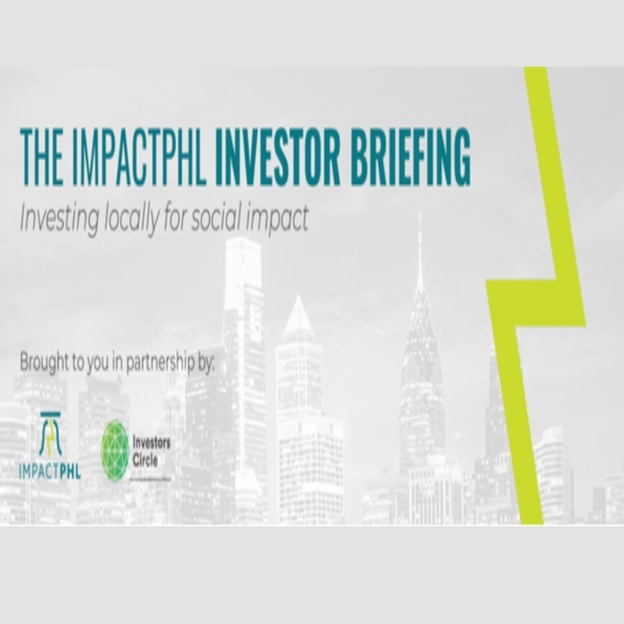 THE IMPACTPHL INVESTOR BRIEFING
Investing locally for social impact
Brought to you in partnership by:
IMPACTPHL
Investors
Circle